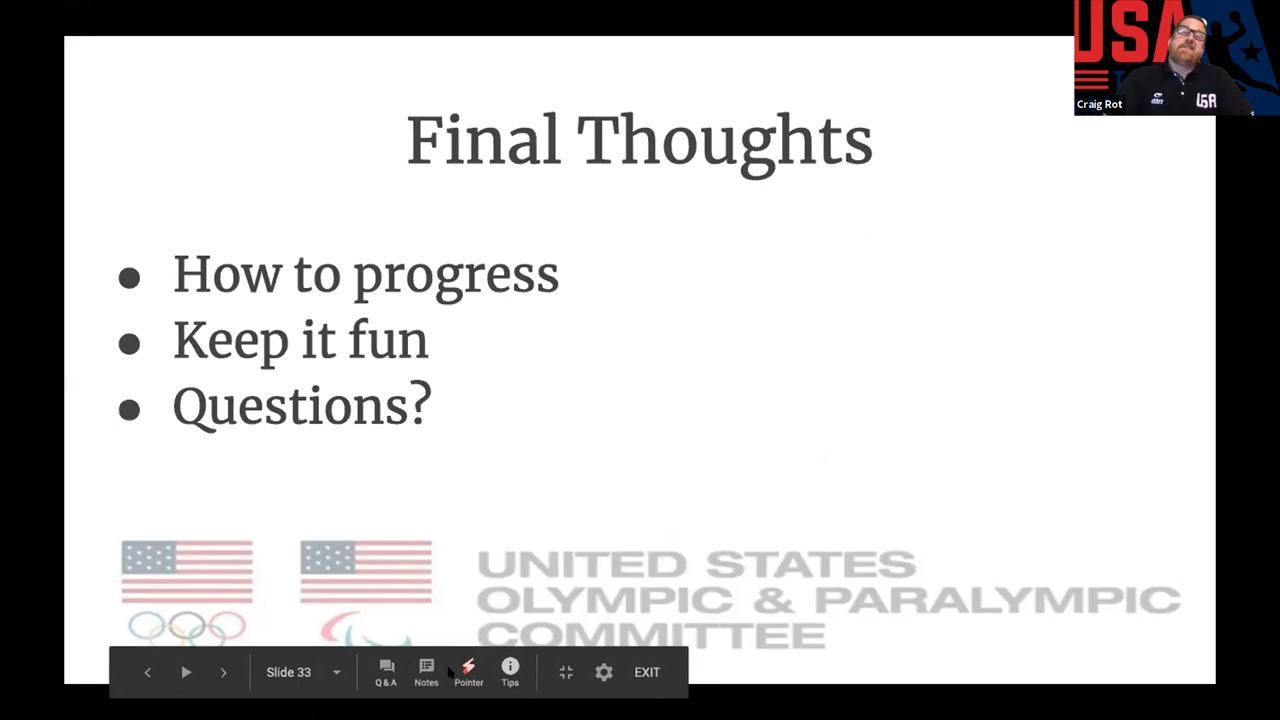 USA
Craig Rot
USA
Final Thoughts
● How to progress
● Keep it fun
● Questions?
UNITED STATES
OLYMPIC & PARALYMPIC
COMMITTEE
Slide 33
Q & A
Notes
Pointer
Tips
EXIT